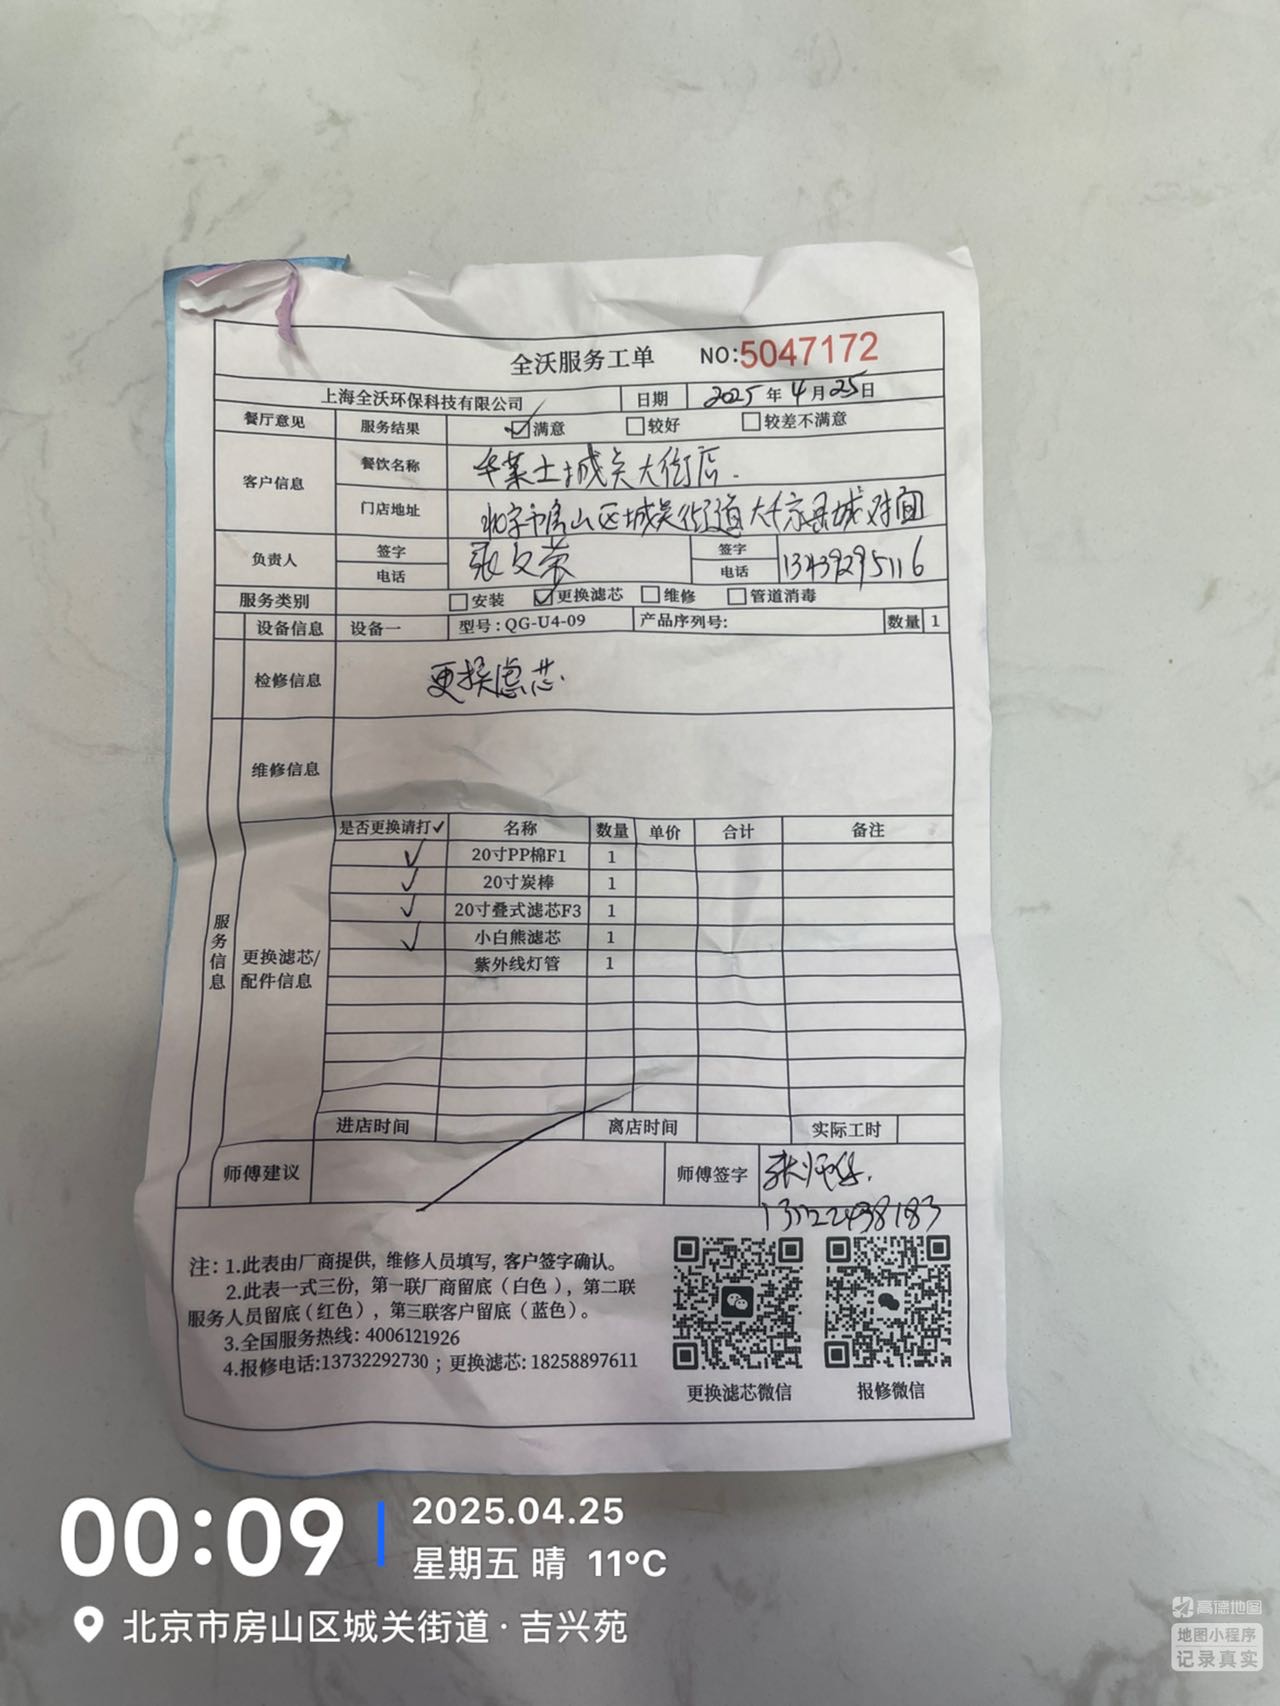 全沃服务工单 NO:5047172
上海全沃环保科技有限公司 日期 2025年4月25日
餐厅意见 服务结果 ☑满意 □较好 □较差不满意
客户信息 餐饮名称 华莱士城关大街店.
门店地址 北京市房山区城关街道大千京县城对面
负责人 签字 张文荣 签字
电话 电话 13439295116
服务类别 □安装 ☑更换滤芯 □维修 □管道消毒
设备信息 设备一 型号:QG-U4-09 产品序列号: 数量 1
检修信息 更换滤芯.
维修信息
服务信息
更换滤芯/配件信息
是否更换请打✓ 名称 数量 单价 合计 备注
✓ 20寸PP棉F1 1
✓ 20寸炭棒 1
✓ 20寸叠式滤芯F3 1
✓ 小白熊滤芯 1
紫外线灯管 1
进店时间 离店时间 实际工时
师傅建议 师傅签字 张师傅.
13522498183
注:1.此表由厂商提供,维修人员填写,客户签字确认。
2.此表一式三份,第一联厂商留底(白色),第二联
服务人员留底(红色),第三联客户留底(蓝色)。
3.全国服务热线:4006121926
4.报修电话:13732292730;更换滤芯:18258897611
更换滤芯微信 报修微信
00:09 2025.04.25
星期五 晴 11°C
北京市房山区城关街道·吉兴苑
高德地图
地图小程序
记录真实